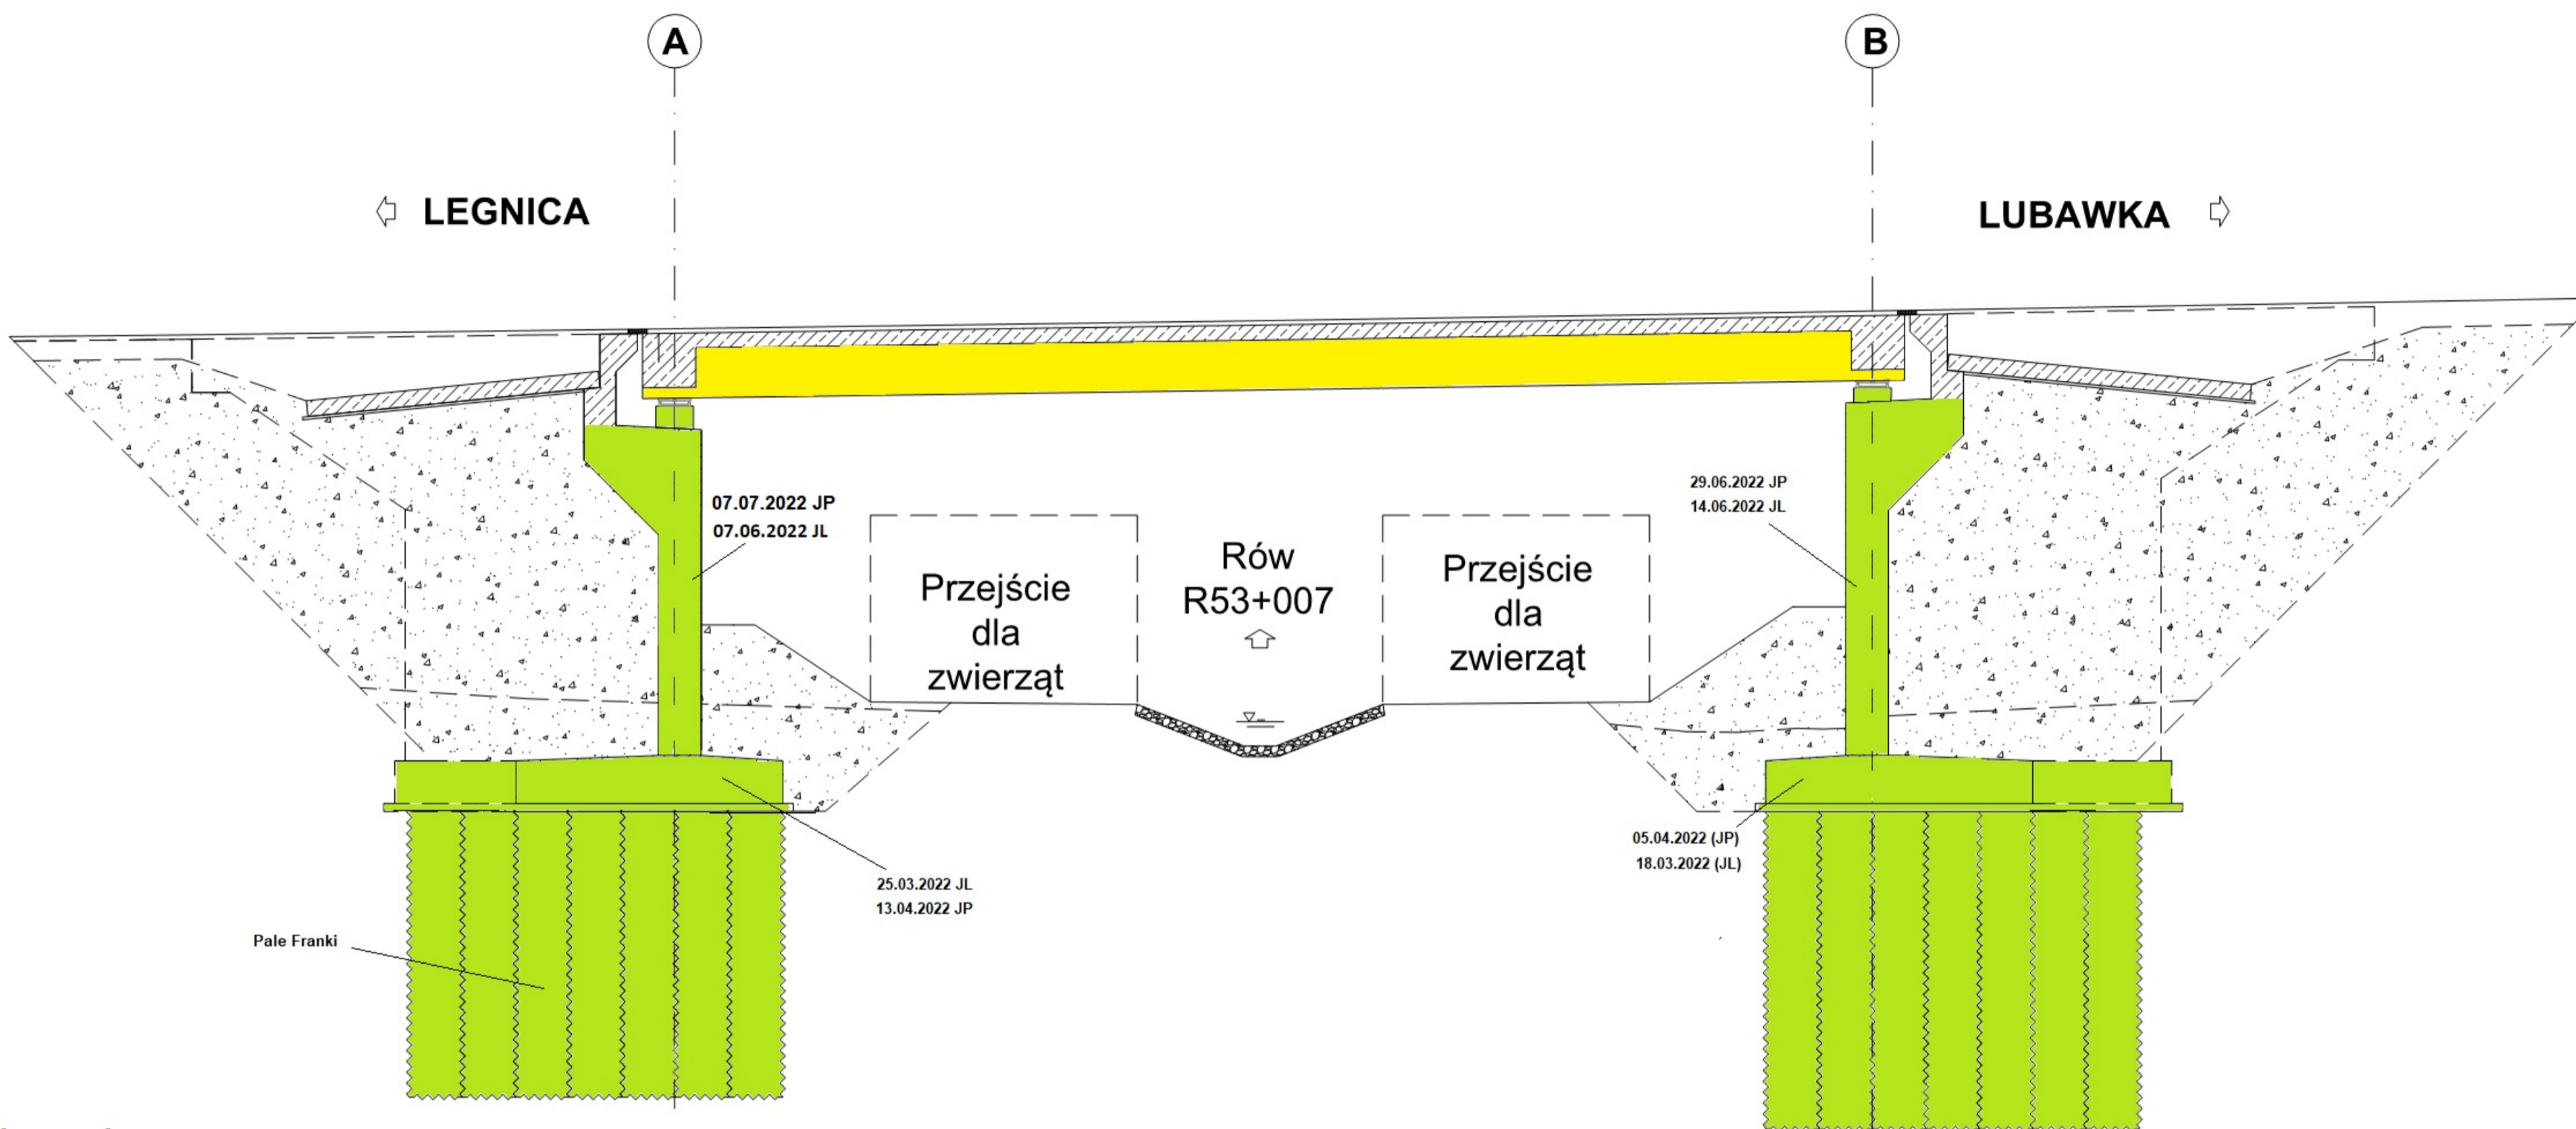 A
B
LEGNICA
LUBAWKA
07.07.2022 JP
07.06.2022 JL
29.06.2022 JP
14.06.2022 JL
Przejście
dla
zwierząt
Rów
R53+007
Przejście
dla
zwierząt
25.03.2022 JL
13.04.2022 JP
05.04.2022 (JP)
18.03.2022 (JL)
Pale Franki